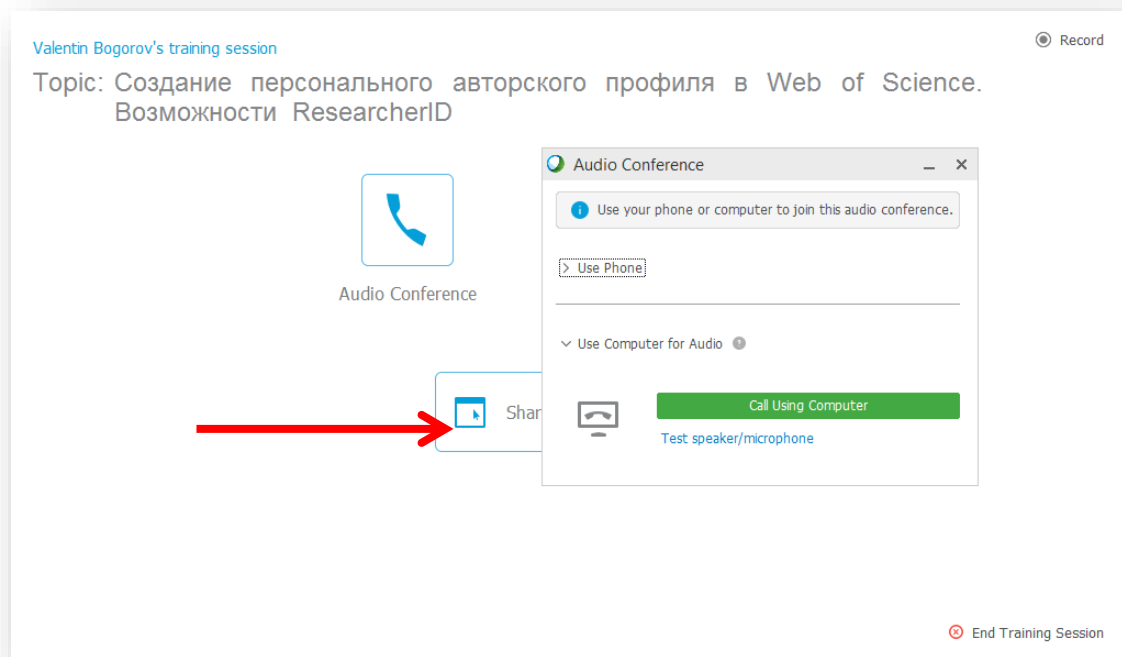 Record
Valentin Bogorov's training session
Topic: Создание персонального авторского профиля в Web of Science.
Возможности ResearcherID
Audio Conference
Use your phone or computer to join this audio conference.
Use Phone
Audio Conference
Use Computer for Audio
Call Using Computer
Shar
Test speaker/microphone
End Training Session